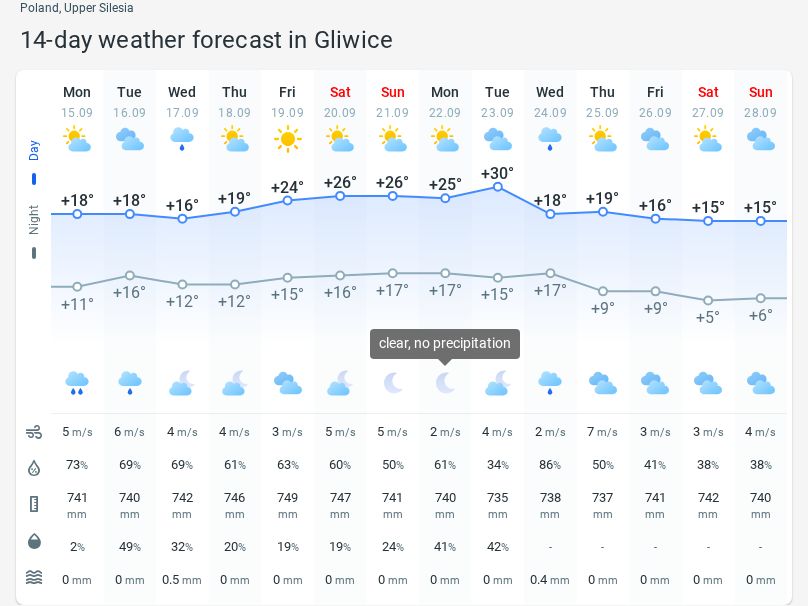 Poland, Upper Silesia
14-day weather forecast in Gliwice
Mon Tue Wed Thu Fri Sat Sun Mon Tue Wed Thu Fri Sat Sun
15.09 16.09 17.09 18.09 19.09 20.09 21.09 22.09 23.09 24.09 25.09 26.09 27.09 28.09
Day
+18° +18° +16° +19° +24° +26° +26° +25° +30° +18° +19° +16° +15° +15°
Night
+11° +16° +12° +12° +15° +16° +17° +17° +15° +17° +9° +9° +5° +6°
clear, no precipitation
5 m/s 6 m/s 4 m/s 4 m/s 3 m/s 5 m/s 5 m/s 2 m/s 4 m/s 2 m/s 7 m/s 3 m/s 3 m/s 4 m/s
73% 69% 69% 61% 63% 60% 50% 61% 34% 86% 50% 41% 38% 38%
741 740 742 746 749 747 741 740 735 738 737 741 742 740
mm mm mm mm mm mm mm mm mm mm mm mm mm mm
2% 49% 32% 20% 19% 19% 24% 41% 42% - - - - -
0 mm 0 mm 0.5 mm 0 mm 0 mm 0 mm 0 mm 0 mm 0 mm 0.4 mm 0 mm 0 mm 0 mm 0 mm